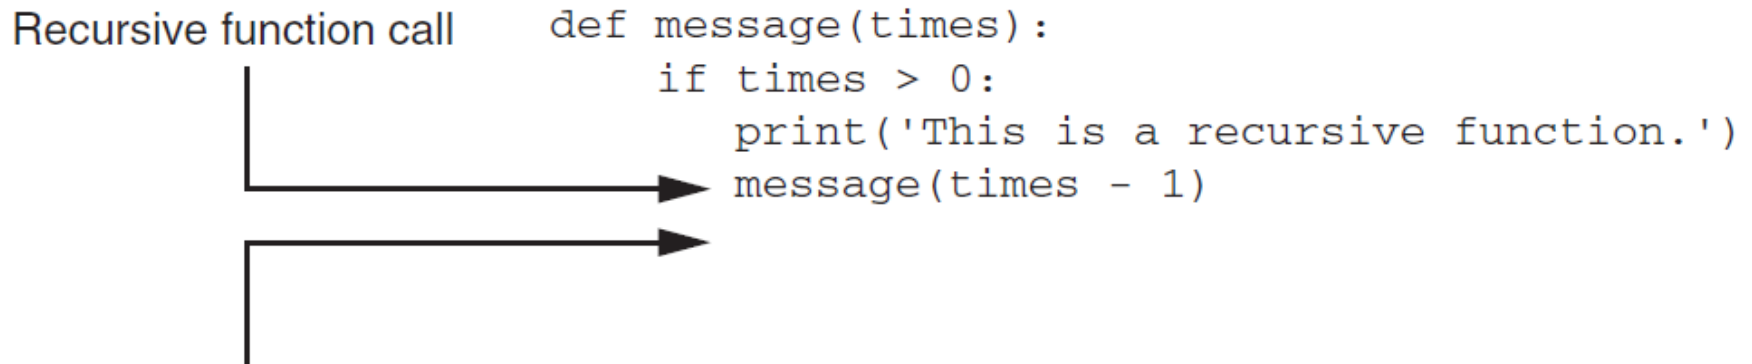 Recursive function call
def message(times):
    if times > 0:
       print('This is a recursive function.')
       message(times - 1)